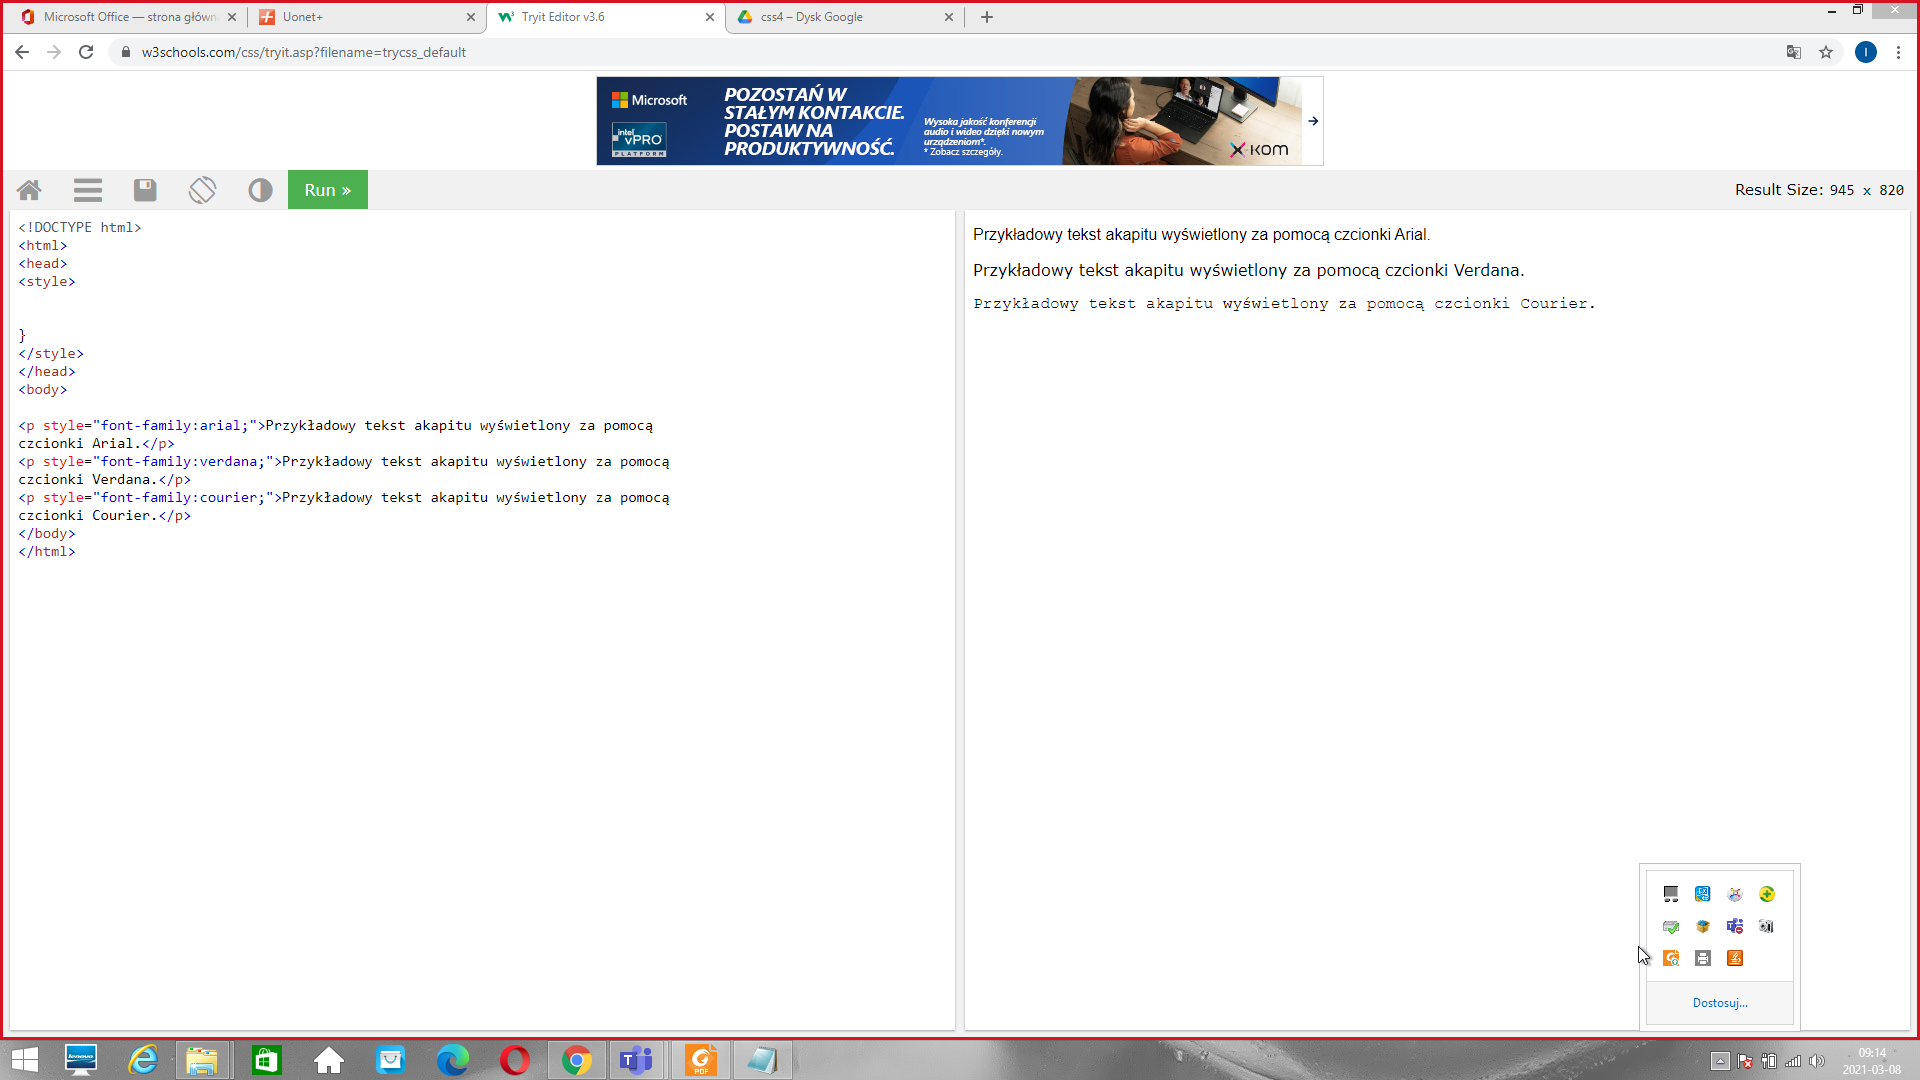 Microsoft Office — strona główn
Uonet+
Tryit Editor v3.6
css4 – Dysk Google
w3schools.com/css/tryit.asp?filename=trycss_default
I
Microsoft
intel
vPRO
PLATFORM
POZOSTAŃ W
STAŁYM KONTAKCIE.
POSTAW NA
PRODUKTYWNOŚĆ.
Wysoka jakość konferencji
audio i wideo dzięki nowym
urządzeniom*.
* Zobacz szczegóły.
x-kom
Run »
Result Size: 945 x 820
<!DOCTYPE html>
<html>
<head>
<style>
}
</style>
</head>
<body>
<p style="font-family:arial;">Przykładowy tekst akapitu wyświetlony za pomocą
czcionki Arial.</p>
<p style="font-family:verdana;">Przykładowy tekst akapitu wyświetlony za pomocą
czcionki Verdana.</p>
<p style="font-family:courier;">Przykładowy tekst akapitu wyświetlony za pomocą
czcionki Courier.</p>
</body>
</html>
Przykładowy tekst akapitu wyświetlony za pomocą czcionki Arial.
Przykładowy tekst akapitu wyświetlony za pomocą czcionki Verdana.
Przykładowy tekst akapitu wyświetlony za pomocą czcionki Courier.
Dostosuj...
lenovo
PDF
09:14
2021-03-08